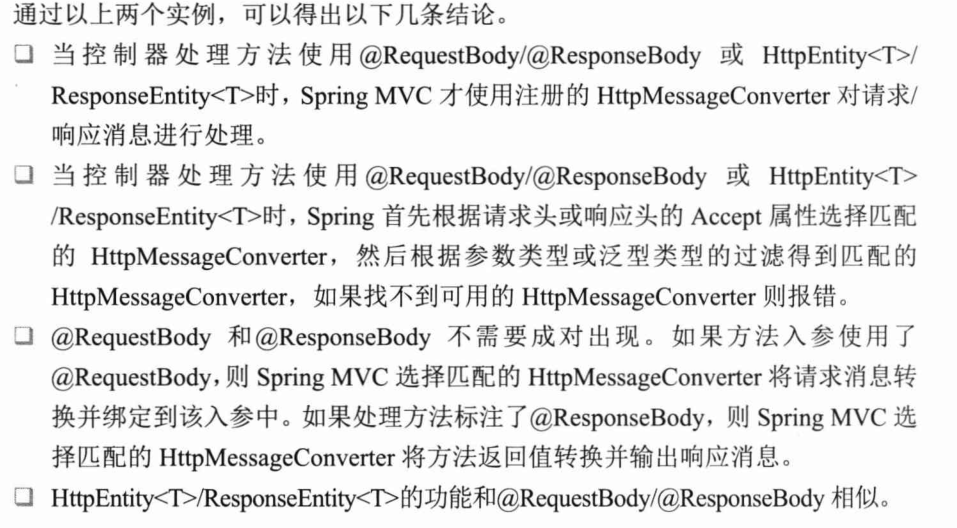 通过以上两个实例，可以得出以下几条结论。
❑ 当控制器处理方法使用@RequestBody/@ResponseBody 或 HttpEntity<T>/
ResponseEntity<T>时，Spring MVC 才使用注册的 HttpMessageConverter 对请求/
响应消息进行处理。
❑ 当控制器处理方法使用@RequestBody/@ResponseBody 或 HttpEntity<T>
/ResponseEntity<T>时，Spring 首先根据请求头或响应头的 Accept 属性选择匹配
的 HttpMessageConverter，然后根据参数类型或泛型类型的过滤得到匹配的
HttpMessageConverter，如果找不到可用的 HttpMessageConverter 则报错。
❑ @RequestBody 和@ResponseBody 不需要成对出现。如果方法入参使用了
@RequestBody，则 Spring MVC 选择匹配的 HttpMessageConverter 将请求消息转
换并绑定到该入参中。如果处理方法标注了@ResponseBody，则 Spring MVC 选
择匹配的 HttpMessageConverter 将方法返回值转换并输出响应消息。
❑ HttpEntity<T>/ResponseEntity<T>的功能和@RequestBody/@ResponseBody 相似。